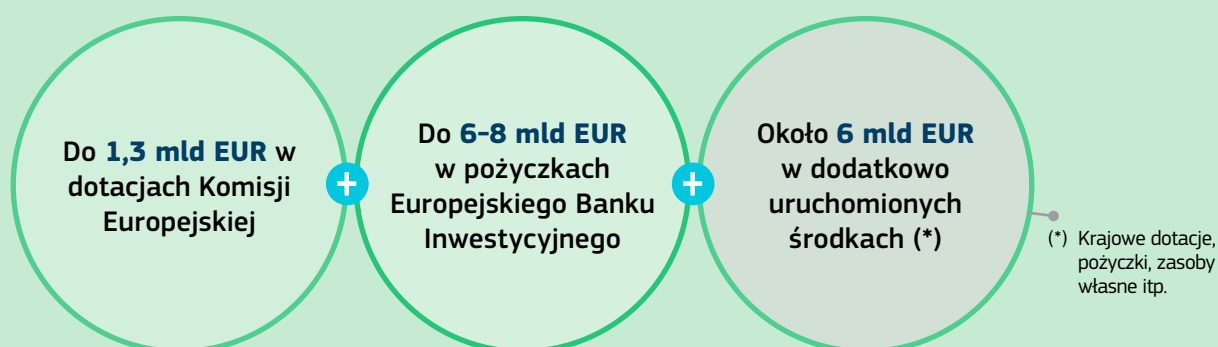 Do 1,3 mld EUR w
dotacjach Komisji
Europejskiej
+
Do 6-8 mld EUR
w pożyczkach
Europejskiego Banku
Inwestycyjnego
+
Około 6 mld EUR
w dodatkowo
uruchomionych
środkach (*)
(*) Krajowe dotacje,
pożyczki, zasoby
własne itp.